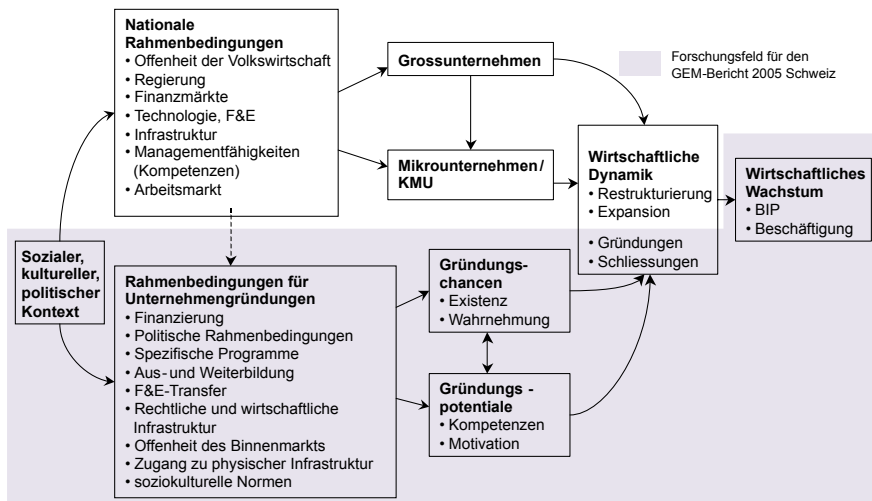 Nationale
Rahmenbedingungen
• Offenheit der Volkswirtschaft
• Regierung
• Finanzmärkte
• Technologie, F&E
• Infrastruktur
• Managementfähigkeiten
(Kompetenzen)
• Arbeitsmarkt
Grossunternehmen
Mikrounternehmen/
KMU
Forschungsfeld für den
GEM-Bericht 2005 Schweiz
Wirtschaftliche
Dynamik
• Restrukturierung
• Expansion
• Gründungen
• Schliessungen
Wirtschaftliches
Wachstum
• BIP
• Beschäftigung
Sozialer,
kultureller,
politischer
Kontext
Rahmenbedingungen für
Unternehmengründungen
• Finanzierung
• Politische Rahmenbedingungen
• Spezifische Programme
• Aus- und Weiterbildung
• F&E-Transfer
• Rechtliche und wirtschaftliche
Infrastruktur
• Offenheit des Binnenmarkts
• Zugang zu physischer Infrastruktur
• soziokulturelle Normen
Gründungs-
chancen
• Existenz
• Wahrnehmung
Gründungs -
potentiale
• Kompetenzen
• Motivation